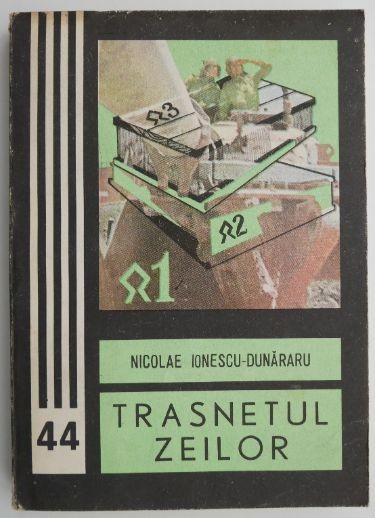 Ω3
Ω2
Ω1
NICOLAE IONESCU-DUNĂRARU
44
TRASNETUL
ZEILOR